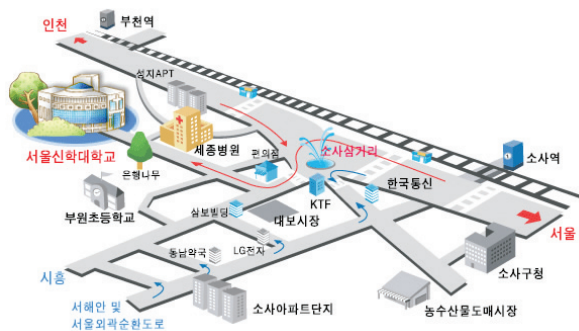 부천역
인천
성지APT
서울신학대학교
세종병원
소사삼거리
소사역
편의점
은행나무
한국통신
KTF
부원초등학교
삼보빌딩
대보시장
서울
동남약국
LG전자
소사구청
시흥
소사아파트단지
농수산물도매시장
서해안 및
서울외곽순환도로